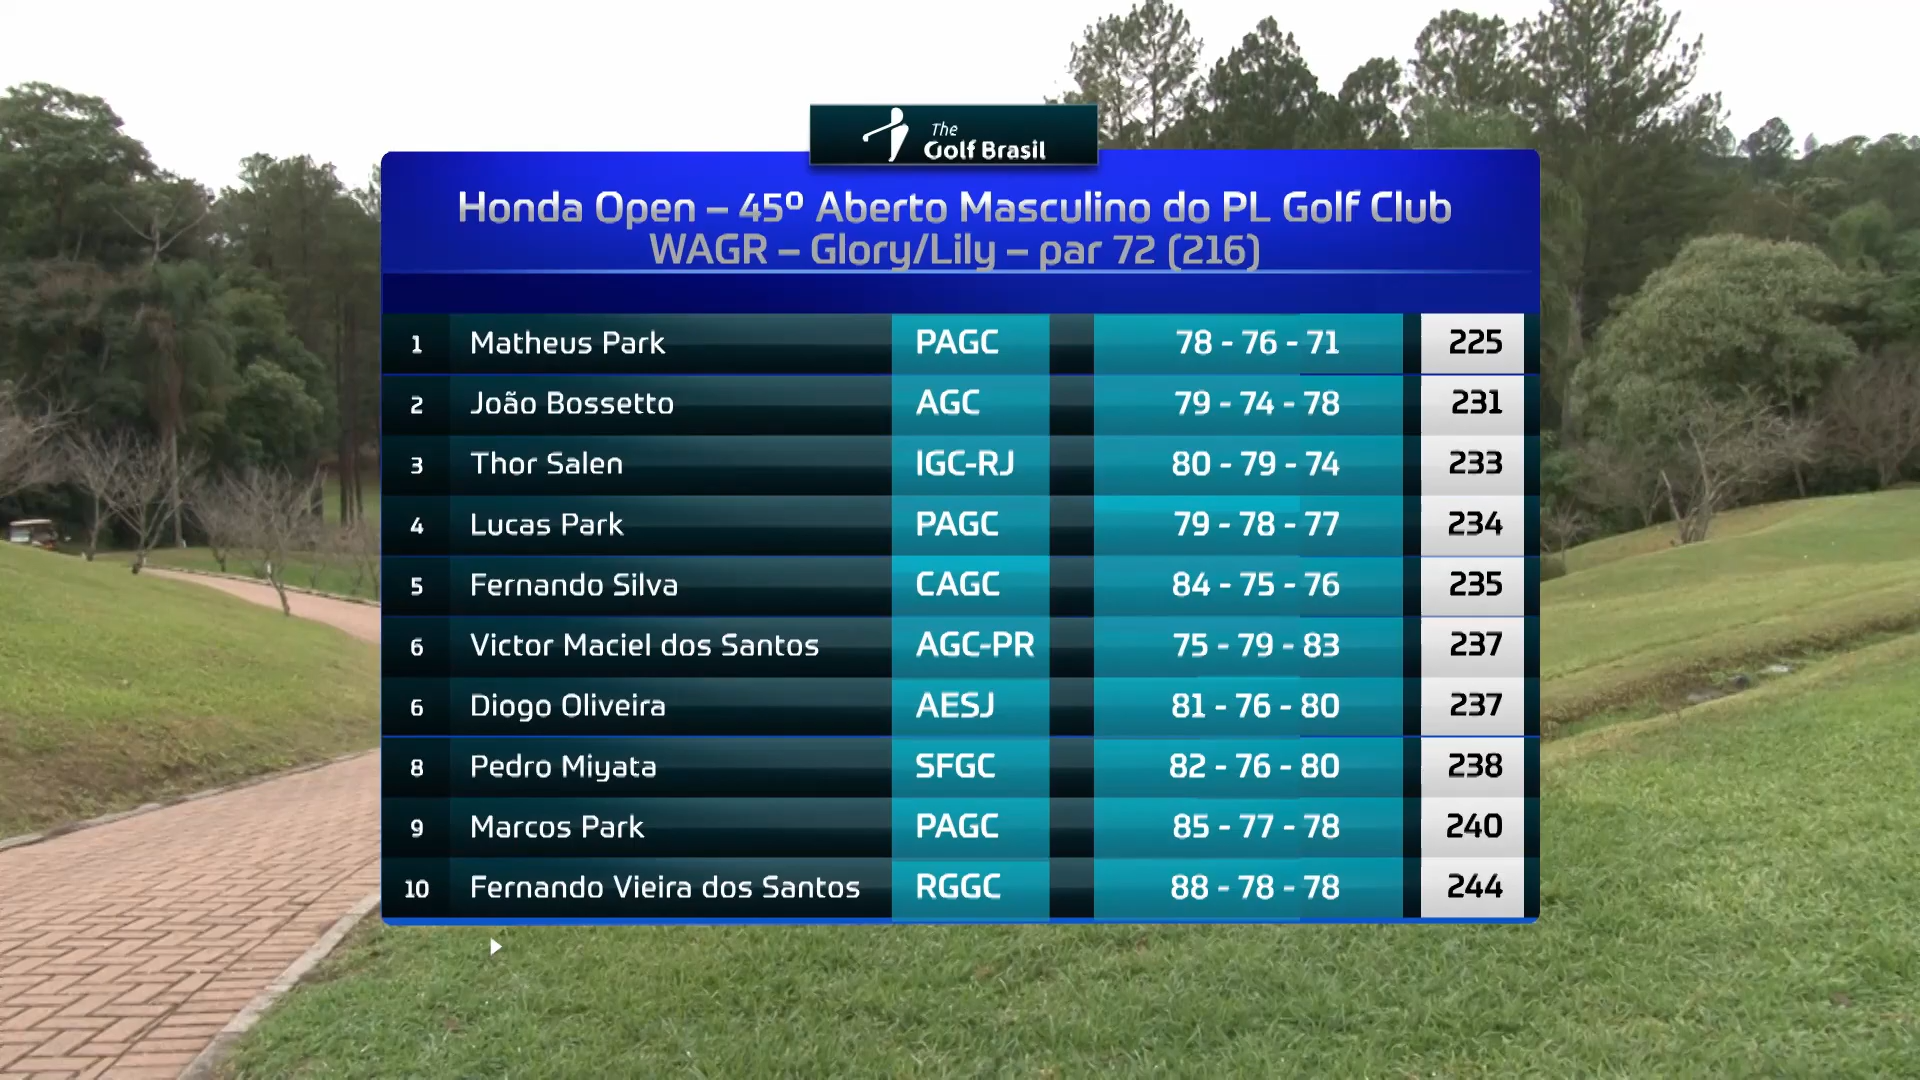 The
Golf Brasil
Honda Open – 45º Aberto Masculino do PL Golf Club
WAGR – Glory/Lily – par 72 (216)
1 Matheus Park PAGC 78 - 76 - 71 225
2 João Bossetto AGC 79 - 74 - 78 231
3 Thor Salen IGC-RJ 80 - 79 - 74 233
4 Lucas Park PAGC 79 - 78 - 77 234
5 Fernando Silva CAGC 84 - 75 - 76 235
6 Victor Maciel dos Santos AGC-PR 75 - 79 - 83 237
6 Diogo Oliveira AESJ 81 - 76 - 80 237
8 Pedro Miyata SFGC 82 - 76 - 80 238
9 Marcos Park PAGC 85 - 77 - 78 240
10 Fernando Vieira dos Santos RGGC 88 - 78 - 78 244